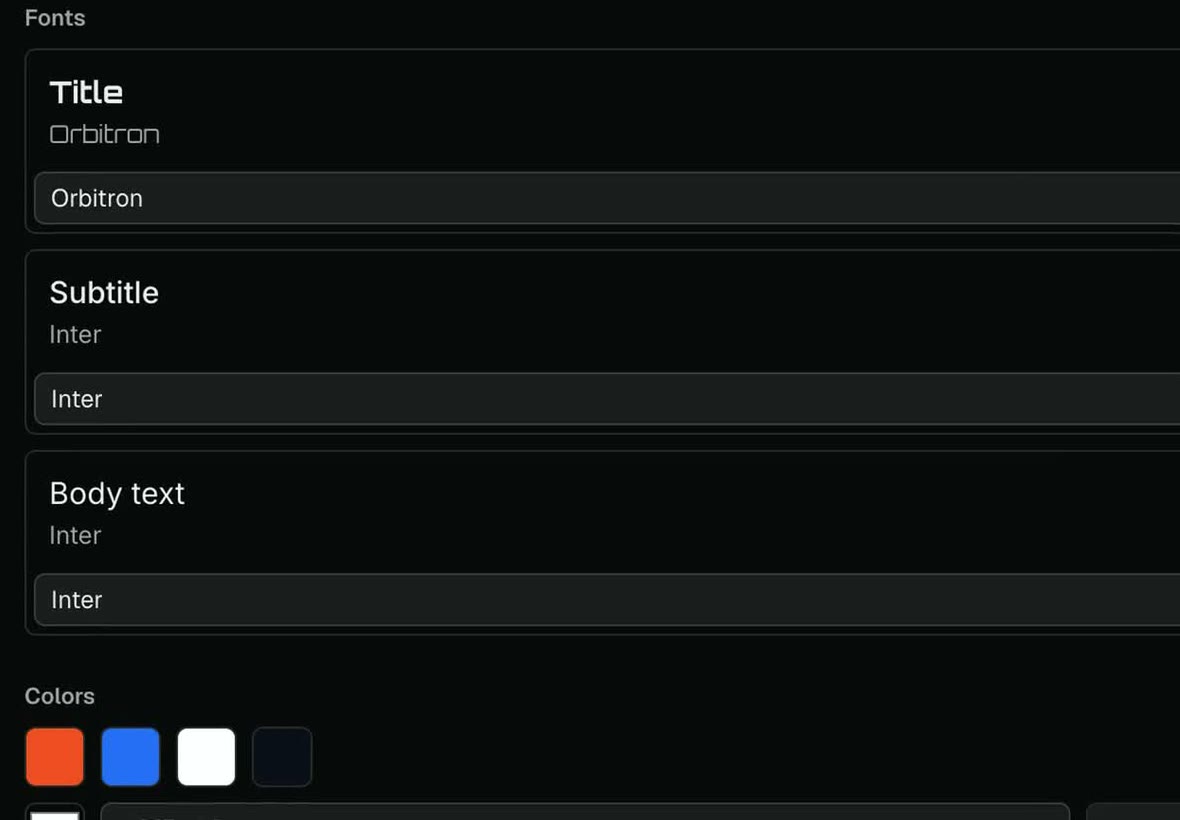 Fonts
Title
Orbitron
Orbitron
Subtitle
Inter
Inter
Body text
Inter
Inter
Colors